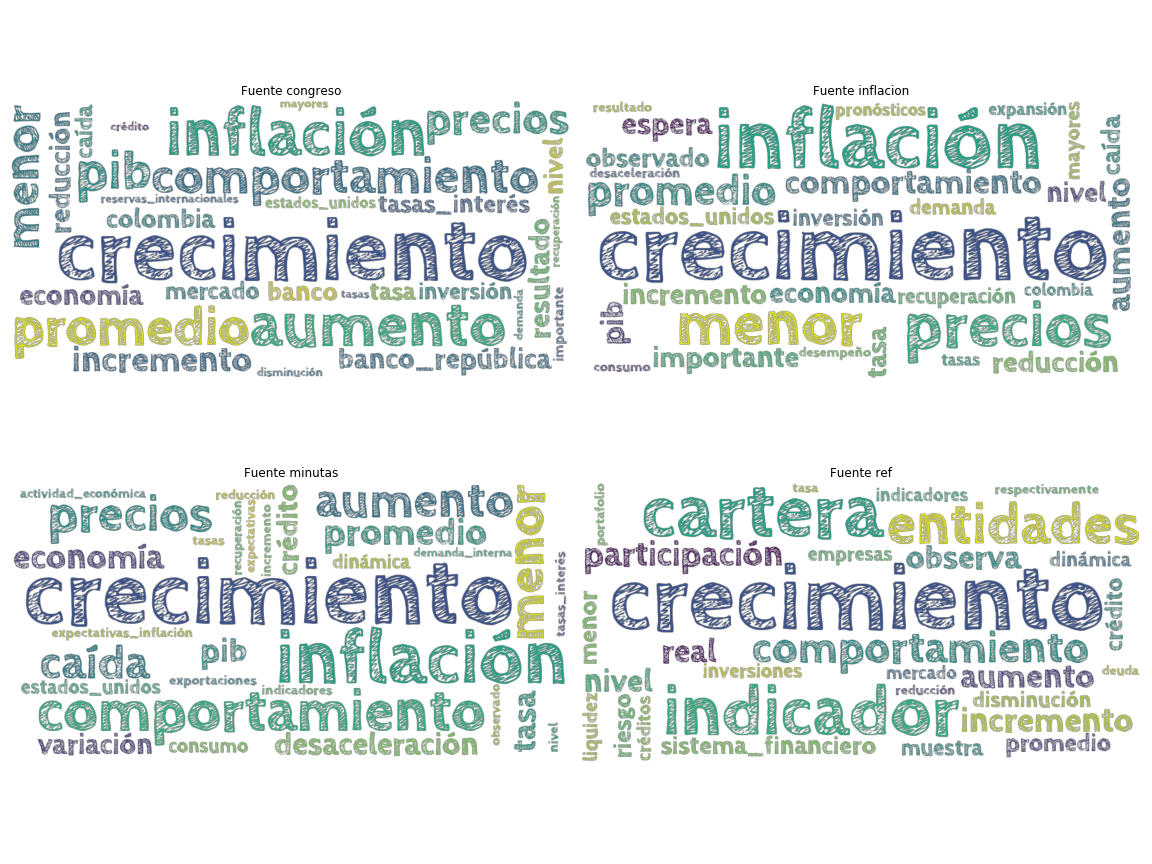 Fuente congreso
mayores
menor
reducción
caída
crédito
inflación
precios
pib
comportamiento
nivel
reservas_internacionales
estados_unidos
tasas_interés
recuperación
colombia
crecimiento
resultado
economía
mercado
banco
tasas
tasa
inversión
demanda
importante
promedio
aumento
incremento
banco_república
disminución
Fuente inflacion
resultado
pronósticos
expansión
mayores
espera
inflación
caída
observado
desaceleración
promedio
comportamiento
nivel
estados_unidos
inversión
demanda
aumento
crecimiento
incremento
economía
recuperación
colombia
pib
menor
precios
importante
desempeño
tasa
tasas
reducción
consumo
Fuente minutas
actividad_económica
reducción
precios
recuperación
expectativas
incremento
crédito
aumento
menor
tasas
promedio
economía
dinámica
demanda_interna
crecimiento
tasas_interés
expectativas_inflación
caída
pib
inflación
estados_unidos
exportaciones
indicadores
comportamiento
observado
tasa
nivel
variación
consumo
desaceleración
Fuente ref
portafolio
cartera
tasa
indicadores
respectivamente
entidades
participación
empresas
observa
dinámica
crecimiento
crédito
menor
real
comportamiento
inversiones
mercado
aumento
deuda
nivel
reducción
disminución
liquidez
riesgo
créditos
indicador
incremento
sistema_financiero
muestra
promedio